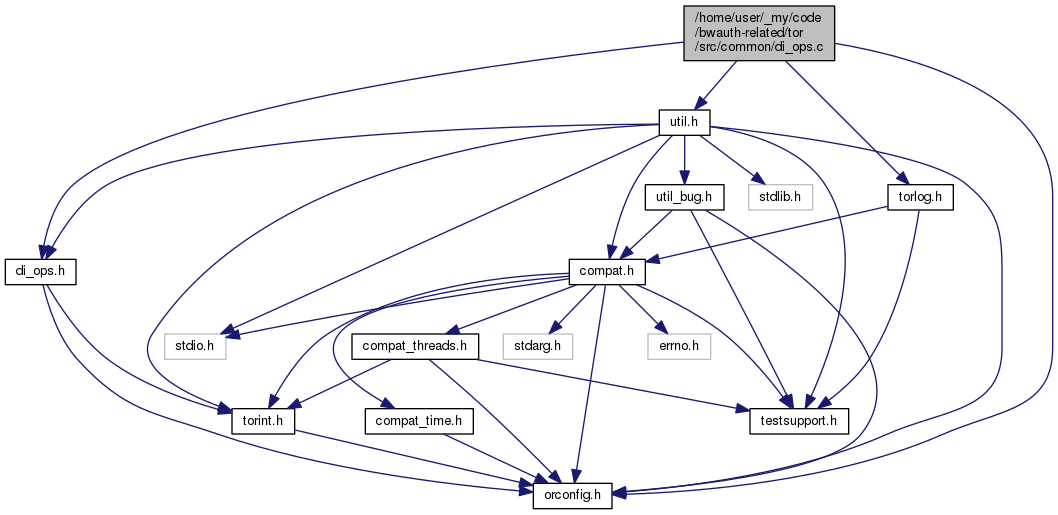 /home/user/_my/code
/bwauth-related/tor
/src/common/di_ops.c
util.h
util_bug.h
stdlib.h
torlog.h
di_ops.h
compat.h
stdio.h
compat_threads.h
stdarg.h
errno.h
torint.h
compat_time.h
testsupport.h
orconfig.h